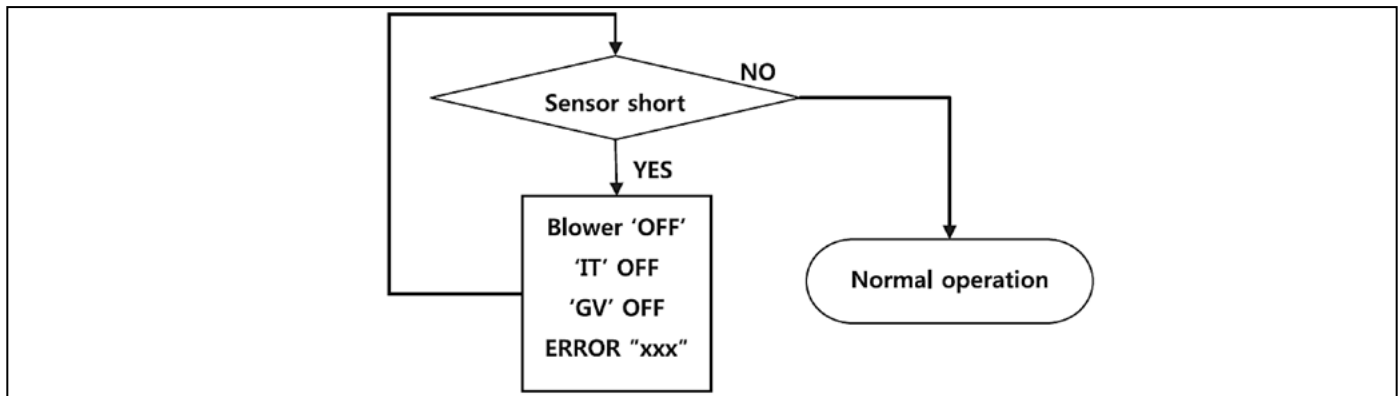 NO
Sensor short
YES
Blower ‘OFF’
‘IT’ OFF
‘GV’ OFF
ERROR “xxx”
Normal operation